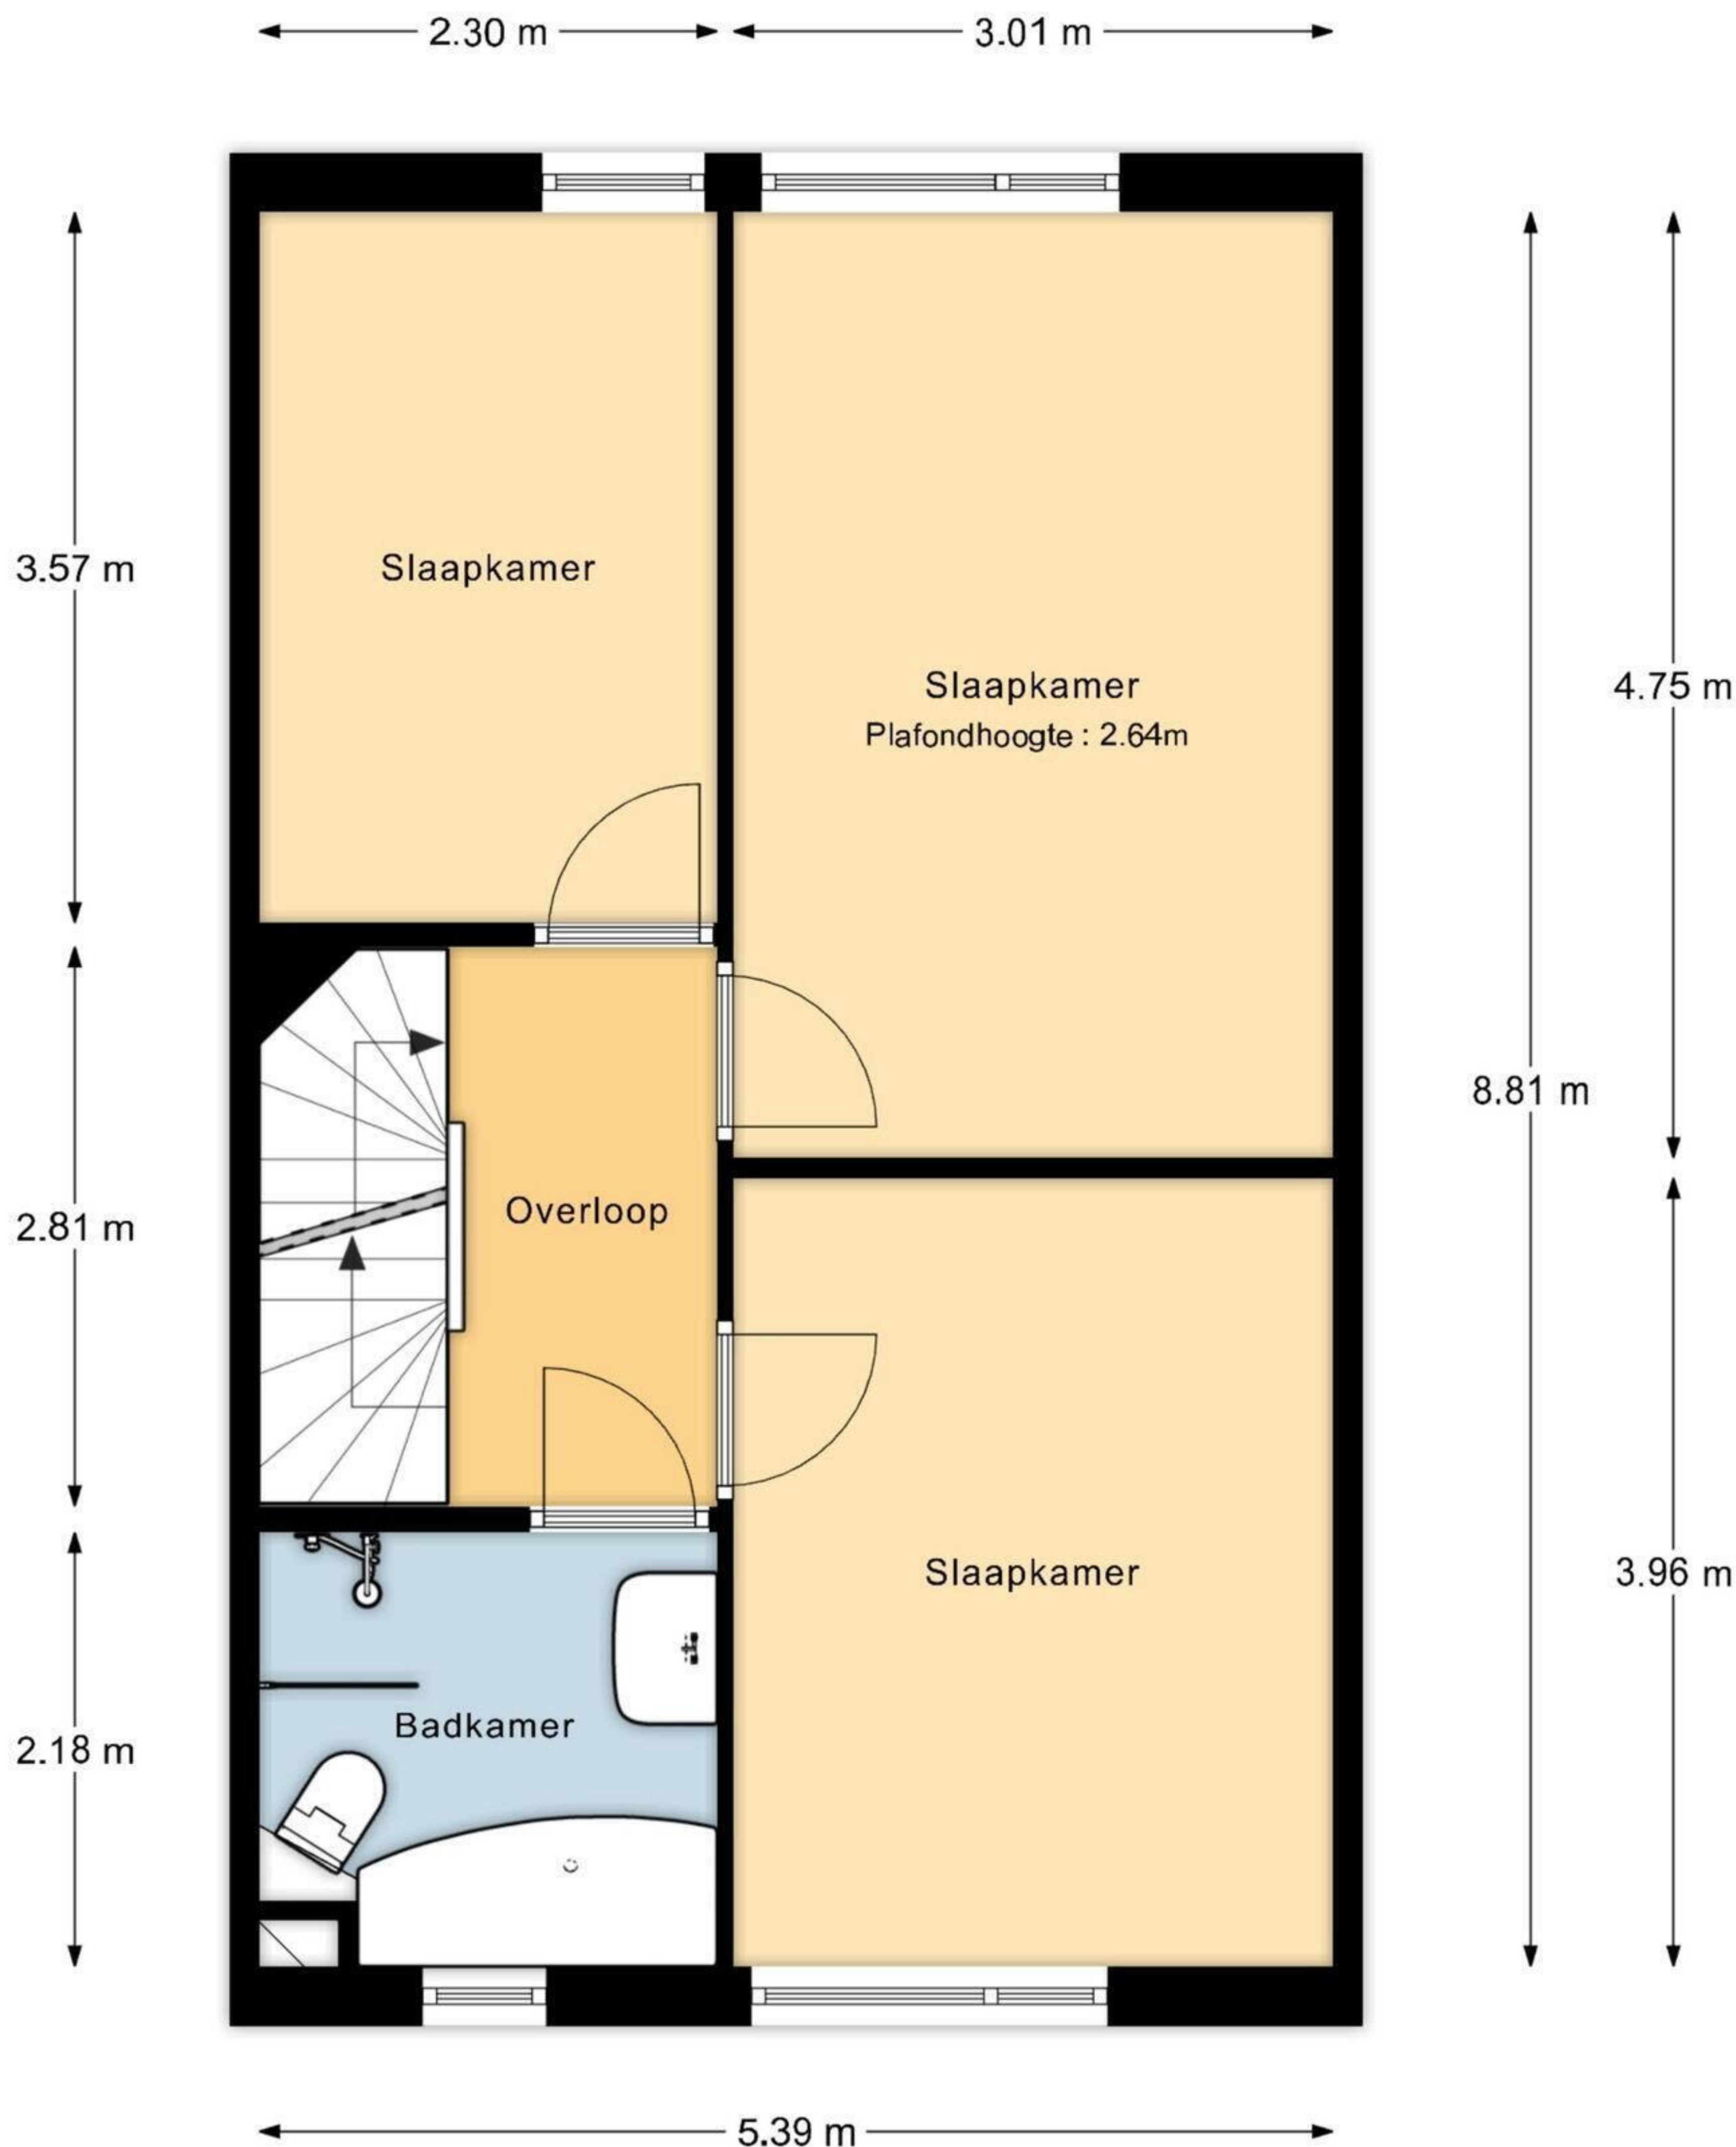 2.30 m
3.01 m
Slaapkamer
3.57 m
Slaapkamer
Plafondhoogte : 2.64m
4.75 m
8.81 m
Overloop
2.81 m
Slaapkamer
3.96 m
Badkamer
2.18 m
5.39 m